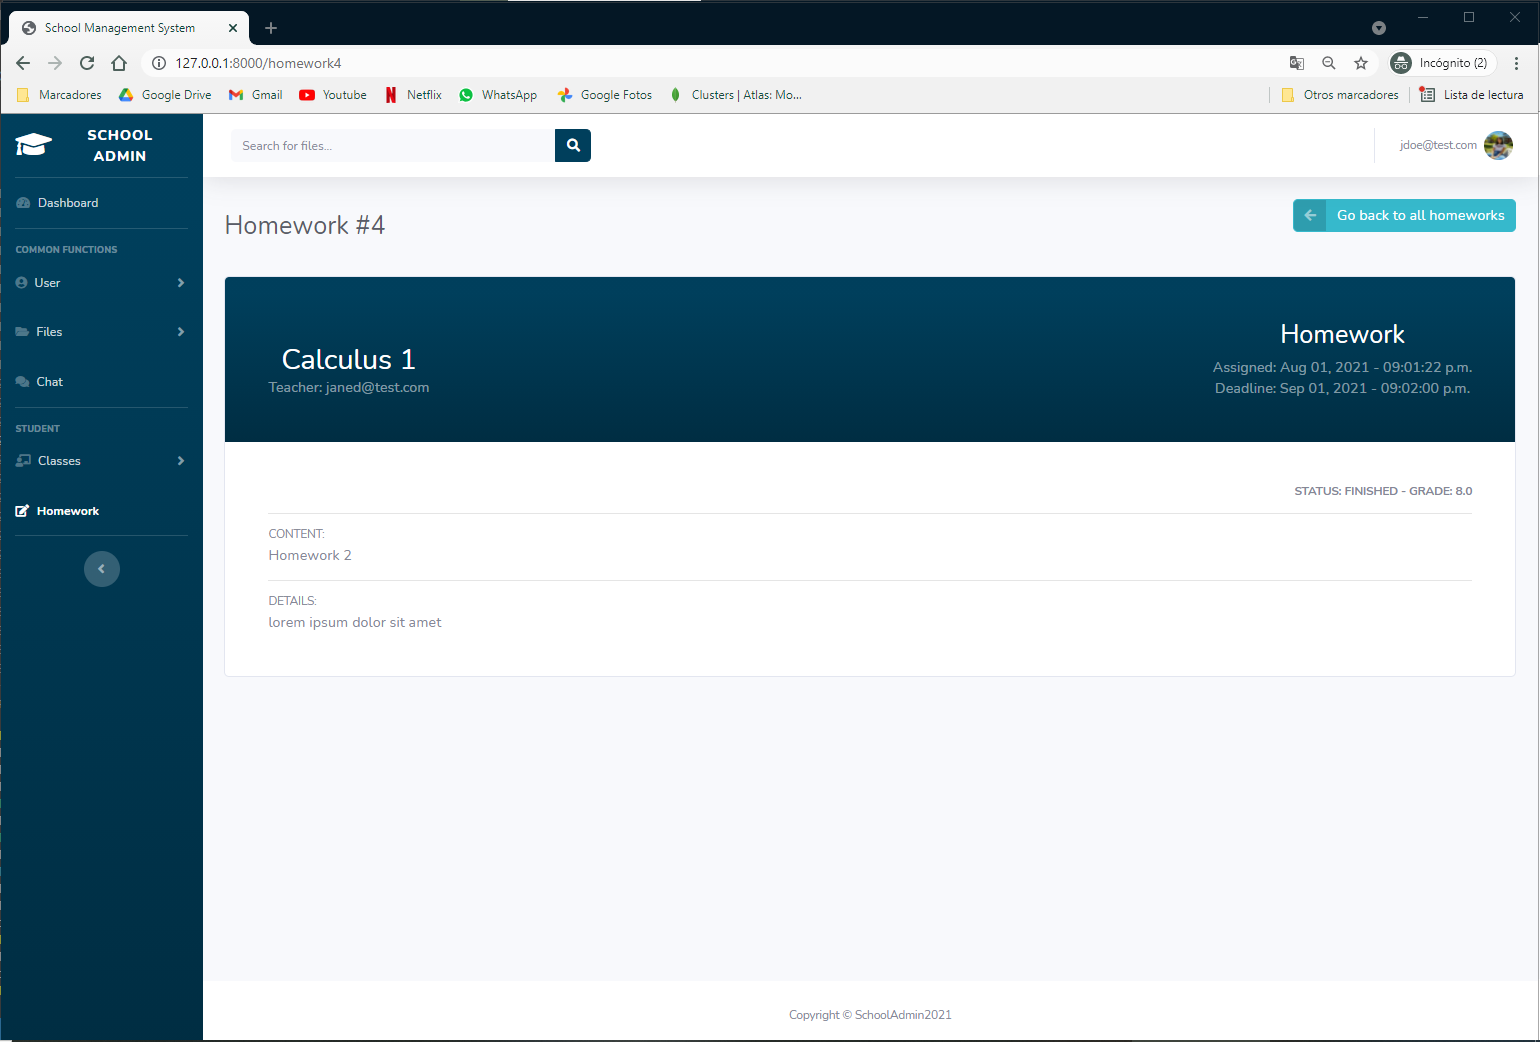 School Management System
127.0.0.1:8000/homework4
Incógnito (2)
Marcadores
Google Drive
Gmail
Youtube
Netflix
WhatsApp
Google Fotos
Clusters | Atlas: Mo...
Otros marcadores
Lista de lectura
SCHOOL
ADMIN
Search for files...
jdoe@test.com
Dashboard
COMMON FUNCTIONS
User
Files
Chat
STUDENT
Classes
Homework
Homework #4
Go back to all homeworks
Calculus 1
Teacher: janed@test.com
Homework
Assigned: Aug 01, 2021 - 09:01:22 p.m.
Deadline: Sep 01, 2021 - 09:02:00 p.m.
STATUS: FINISHED - GRADE: 8.0
CONTENT:
Homework 2
DETAILS:
lorem ipsum dolor sit amet
Copyright © SchoolAdmin2021